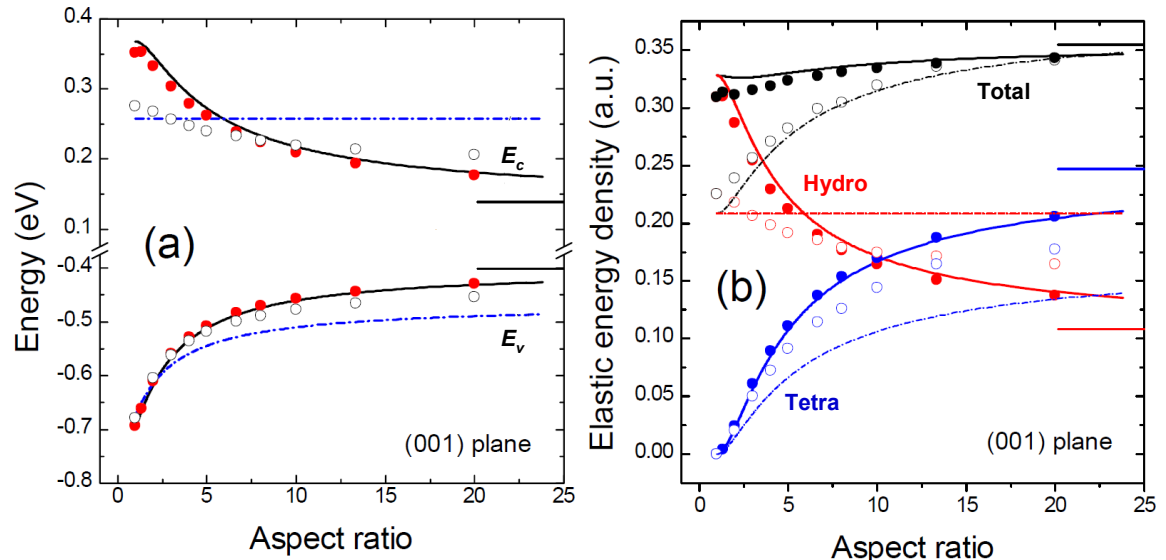 Energy (eV)
0.4
0.3
0.2
0.1
-0.4
-0.5
-0.6
-0.7
-0.8
(a)
E_c
E_v
(001) plane
0 5 10 15 20 25
Aspect ratio
Elastic energy density (a.u.)
0.35
0.30
0.25
0.20
0.15
0.10
0.05
0.00
Total
Hydro
(b)
Tetra
(001) plane
0 5 10 15 20 25
Aspect ratio